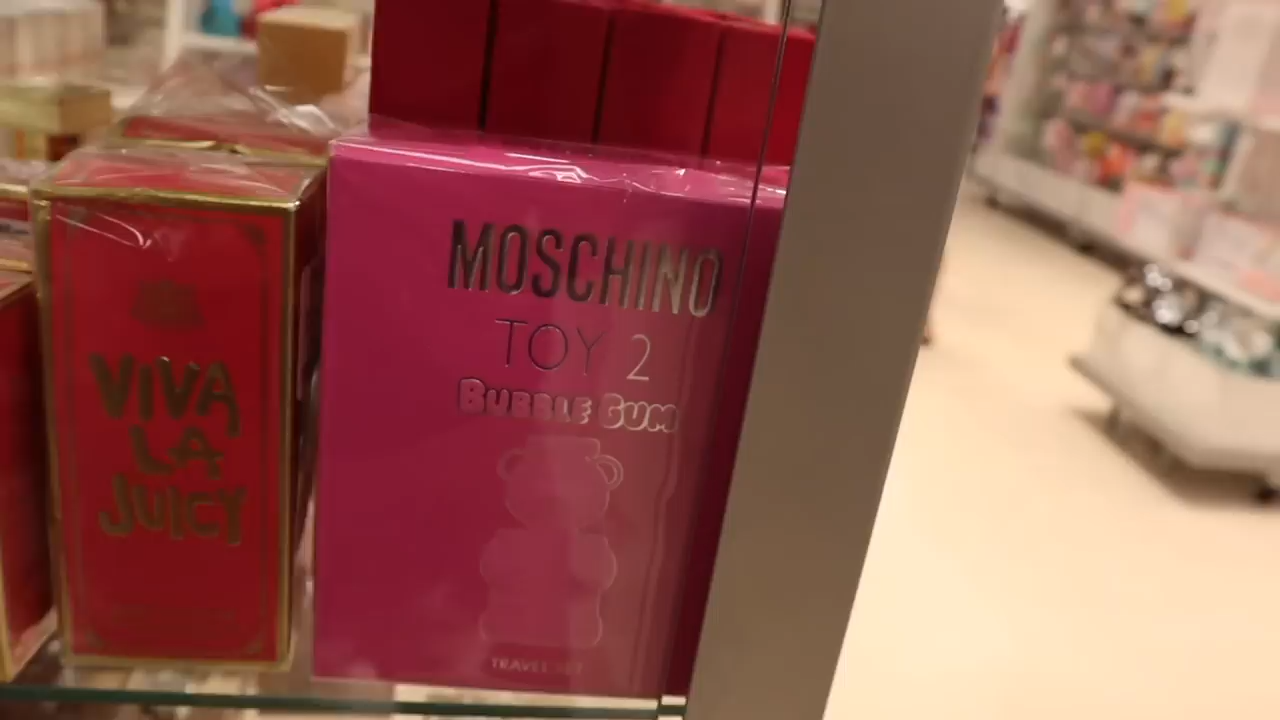 VIVA
LA
JUICY
MOSCHINO
TOY 2
BUBBLE GUM
TRAVEL SET